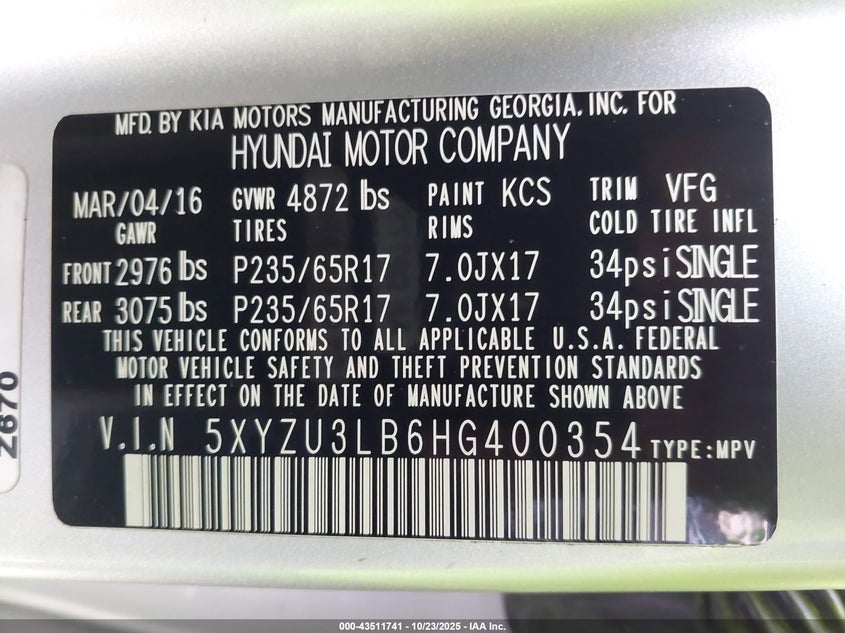 MFD. BY KIA MOTORS MANUFACTURING GEORGIA, INC. FOR
HYUNDAI MOTOR COMPANY
MAR/04/16 GVWR 4872 lbs PAINT KCS TRIM VFG
GAWR TIRES RIMS COLD TIRE INFL
FRONT 2976 lbs P235/65R17 7.0JX17 34psi SINGLE
REAR 3075 lbs P235/65R17 7.0JX17 34psi SINGLE
THIS VEHICLE CONFORMS TO ALL APPLICABLE U.S.A. FEDERAL
MOTOR VEHICLE SAFETY AND THEFT PREVENTION STANDARDS
IN EFFECT ON THE DATE OF MANUFACTURE SHOWN ABOVE
V.I.N 5XYZU3LB6HG400354 TYPE:MPV
000-43511741 | 10/23/2025 | IAA Inc.